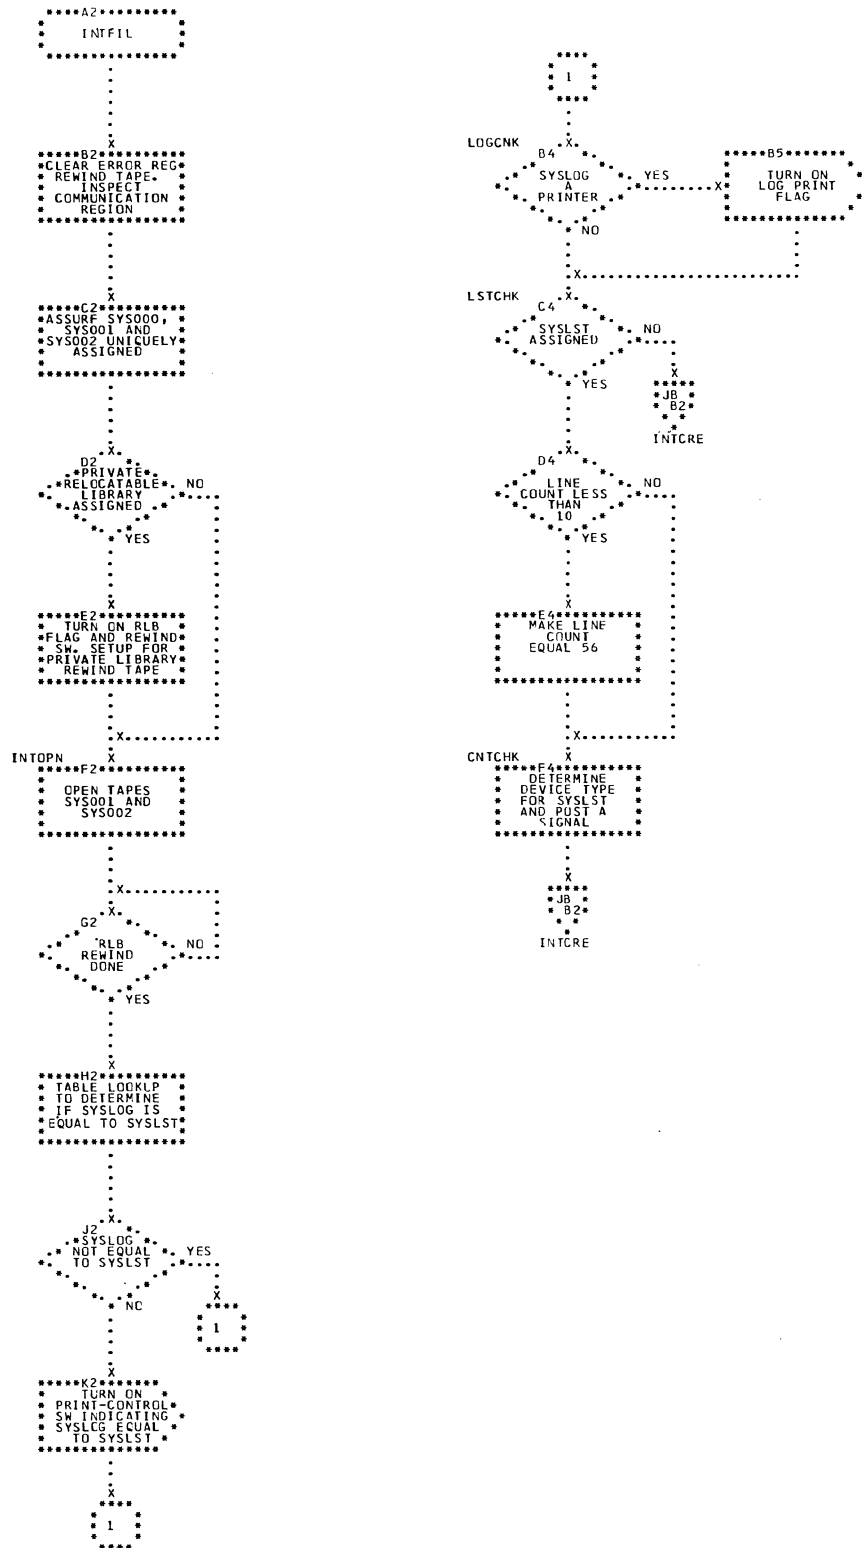 A2
INTFIL
B2
CLEAR ERROR REG
REWIND TAPE.
INSPECT
COMMUNICATION
REGION
C2
ASSURF SYS000,
SYS001 AND
SYS002 UNIQUELY
ASSIGNED
D2
PRIVATE
RELOCATABLE
LIBRARY
ASSIGNED
NO
YES
E2
TURN ON RLB
FLAG AND REWIND
SW. SETUP FOR
PRIVATE LIBRARY
REWIND TAPE
INTOPN
F2
OPEN TAPES
SYS001 AND
SYS002
G2
RLB
REWIND
DONE
NO
YES
H2
TABLE LOOKLP
TO DETERMINE
IF SYSLOG IS
EQUAL TO SYSLST
J2
SYSLOG
NOT EQUAL
TO SYSLST
YES
NC
1
K2
TURN ON
PRINT-CONTROL
SW INDICATING
SYSLCG EQUAL
TO SYSLST
1
1
LOGCNK
B4
SYSLOG
A
PRINTER
YES
NO
B5
TURN ON
LOG PRINT
FLAG
LSTCHK
C4
SYSLST
ASSIGNED
NO
YES
JB
B2
INTCRE
D4
LINE
COUNT LESS
THAN
10
NO
YES
E4
MAKE LINE
COUNT
EQUAL 56
CNTCHK
F4
DETERMINE
DEVICE TYPE
FOR SYSLST
AND POST A
SIGNAL
JB
B2
INTCRE